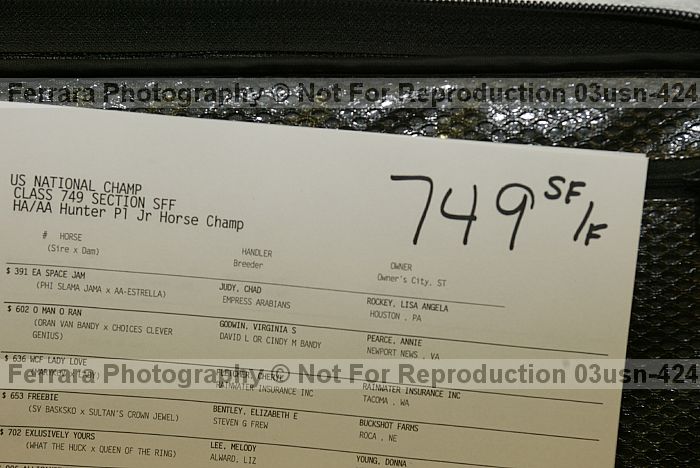 Ferrara Photography © Not For Reproduction 03usn-424
US NATIONAL CHAMP
CLASS 749 SECTION SFF
HA/AA Hunter Pl Jr Horse Champ
749 SF/F
# HORSE HANDLER OWNER
(Sire x Dam) Breeder Owner's City, ST
$ 391 EA SPACE JAM JUDY, CHAD ROCKEY, LISA ANGELA
(PHI SLAMA JAMA x AA-ESTRELLA) EMPRESS ARABIANS HOUSTON , PA
$ 602 O MAN O RAN GODWIN, VIRGINIA S PEARCE, ANNIE
(ORAN VAN BANDY x CHOICES CLEVER DAVID L OR CINDY M BANDY NEWPORT NEWS , VA
GENIUS)
$ 636 WCF LADY LOVE FLETCHER, CHERYL RAINWATER INSURANCE INC
RAINWATER INSURANCE INC TACOMA , WA
Ferrara Photography © Not For Reproduction 03usn-424
$ 653 FREEBIE BENTLEY, ELIZABETH E BUCKSHOT FARMS
(SV BASKSKO x SULTAN'S CROWN JEWEL) STEVEN G FREW ROCA , NE
$ 702 EXLUSIVELY YOURS LEE, MELODY YOUNG, DONNA
(WHAT THE HUCK x QUEEN OF THE RING) ALWARD, LIZ